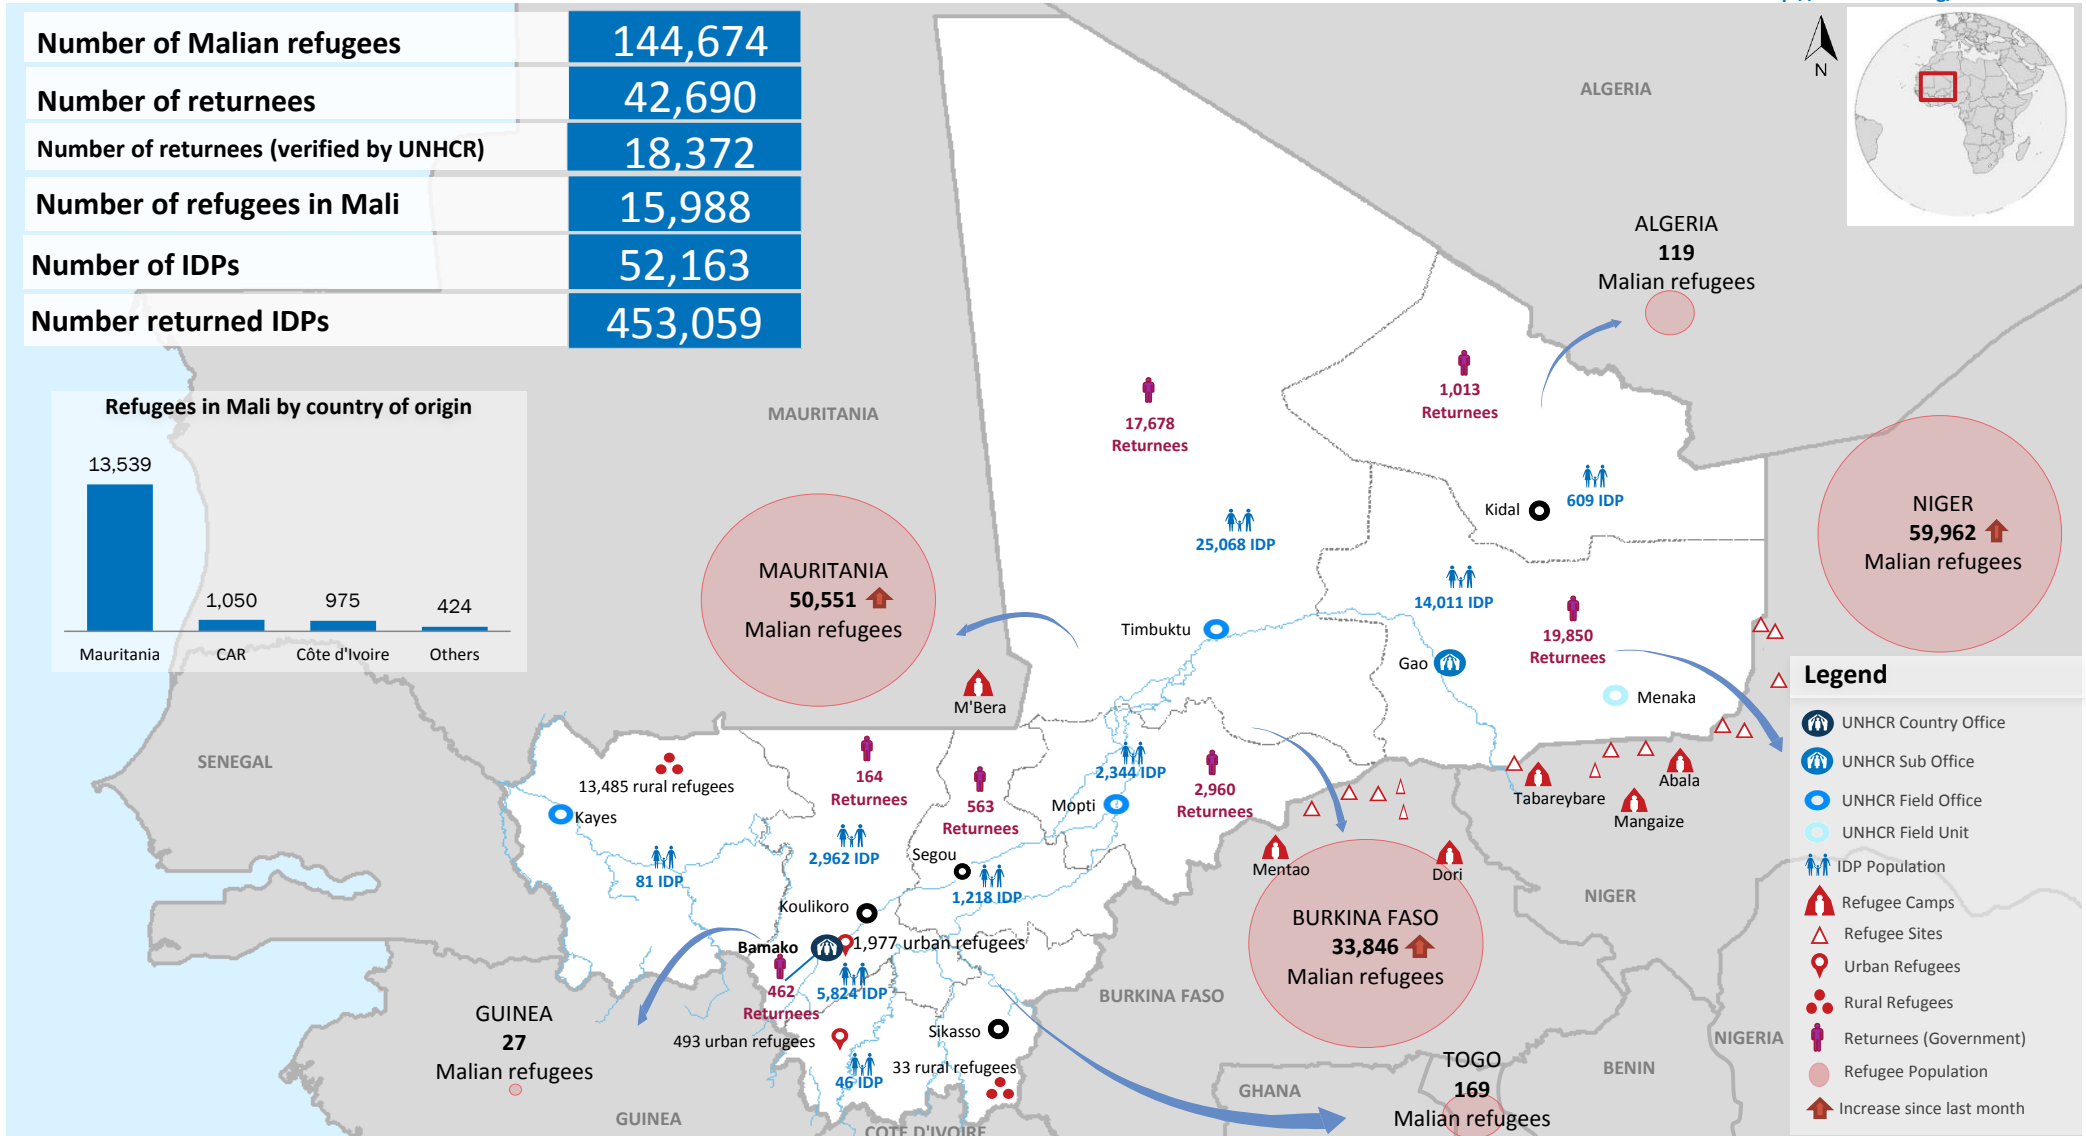 Number of Malian refugees 144,674
Number of returnees 42,690
Number of returnees (verified by UNHCR) 18,372
Number of refugees in Mali 15,988
Number of IDPs 52,163
Number returned IDPs 453,059
Refugees in Mali by country of origin
13,539
1,050
975
424
Mauritania
CAR
Côte d'Ivoire
Others
N
ALGERIA
ALGERIA
119
Malian refugees
MAURITANIA
1,013
Returnees
17,678
Returnees
609 IDP
Kidal
25,068 IDP
NIGER
59,962
Malian refugees
MAURITANIA
50,551
Malian refugees
14,011 IDP
19,850
Returnees
Timbuktu
Gao
Menaka
M'Bera
SENEGAL
13,485 rural refugees
Kayes
81 IDP
164
Returnees
2,962 IDP
563
Returnees
Segou
1,218 IDP
2,344 IDP
Mopti
2,960
Returnees
Tabareybare
Abala
Mangaize
Mentao
Dori
NIGER
Koulikoro
Bamako
1,977 urban refugees
462
Returnees
5,824 IDP
493 urban refugees
Sikasso
46 IDP
33 rural refugees
BURKINA FASO
33,846
Malian refugees
BURKINA FASO
GUINEA
27
Malian refugees
GUINEA
COTE D'IVOIRE
GHANA
TOGO
169
Malian refugees
BENIN
NIGERIA
Legend
UNHCR Country Office
UNHCR Sub Office
UNHCR Field Office
UNHCR Field Unit
IDP Population
Refugee Camps
Refugee Sites
Urban Refugees
Rural Refugees
Returnees (Government)
Refugee Population
Increase since last month